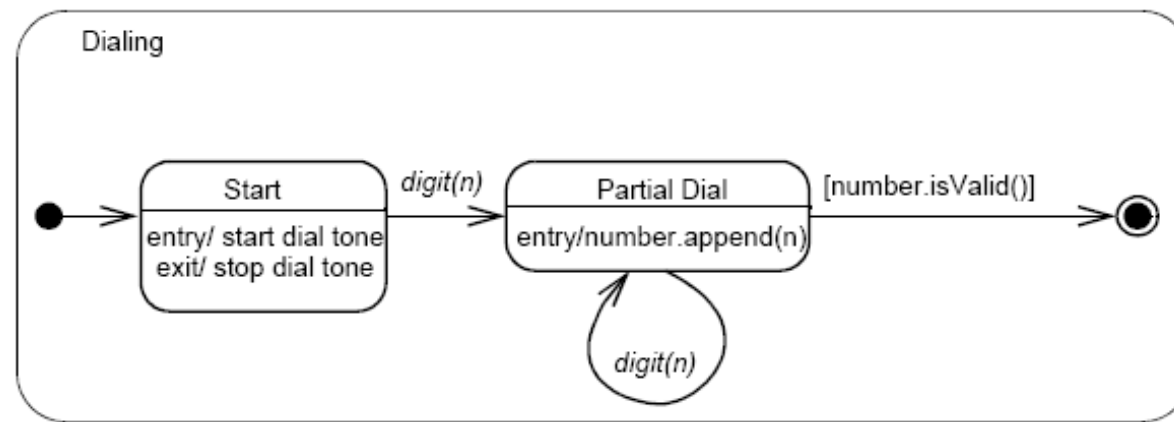 Dialing
Start
entry/ start dial tone
exit/ stop dial tone
digit(n)
Partial Dial
entry/number.append(n)
digit(n)
[number.isValid()]